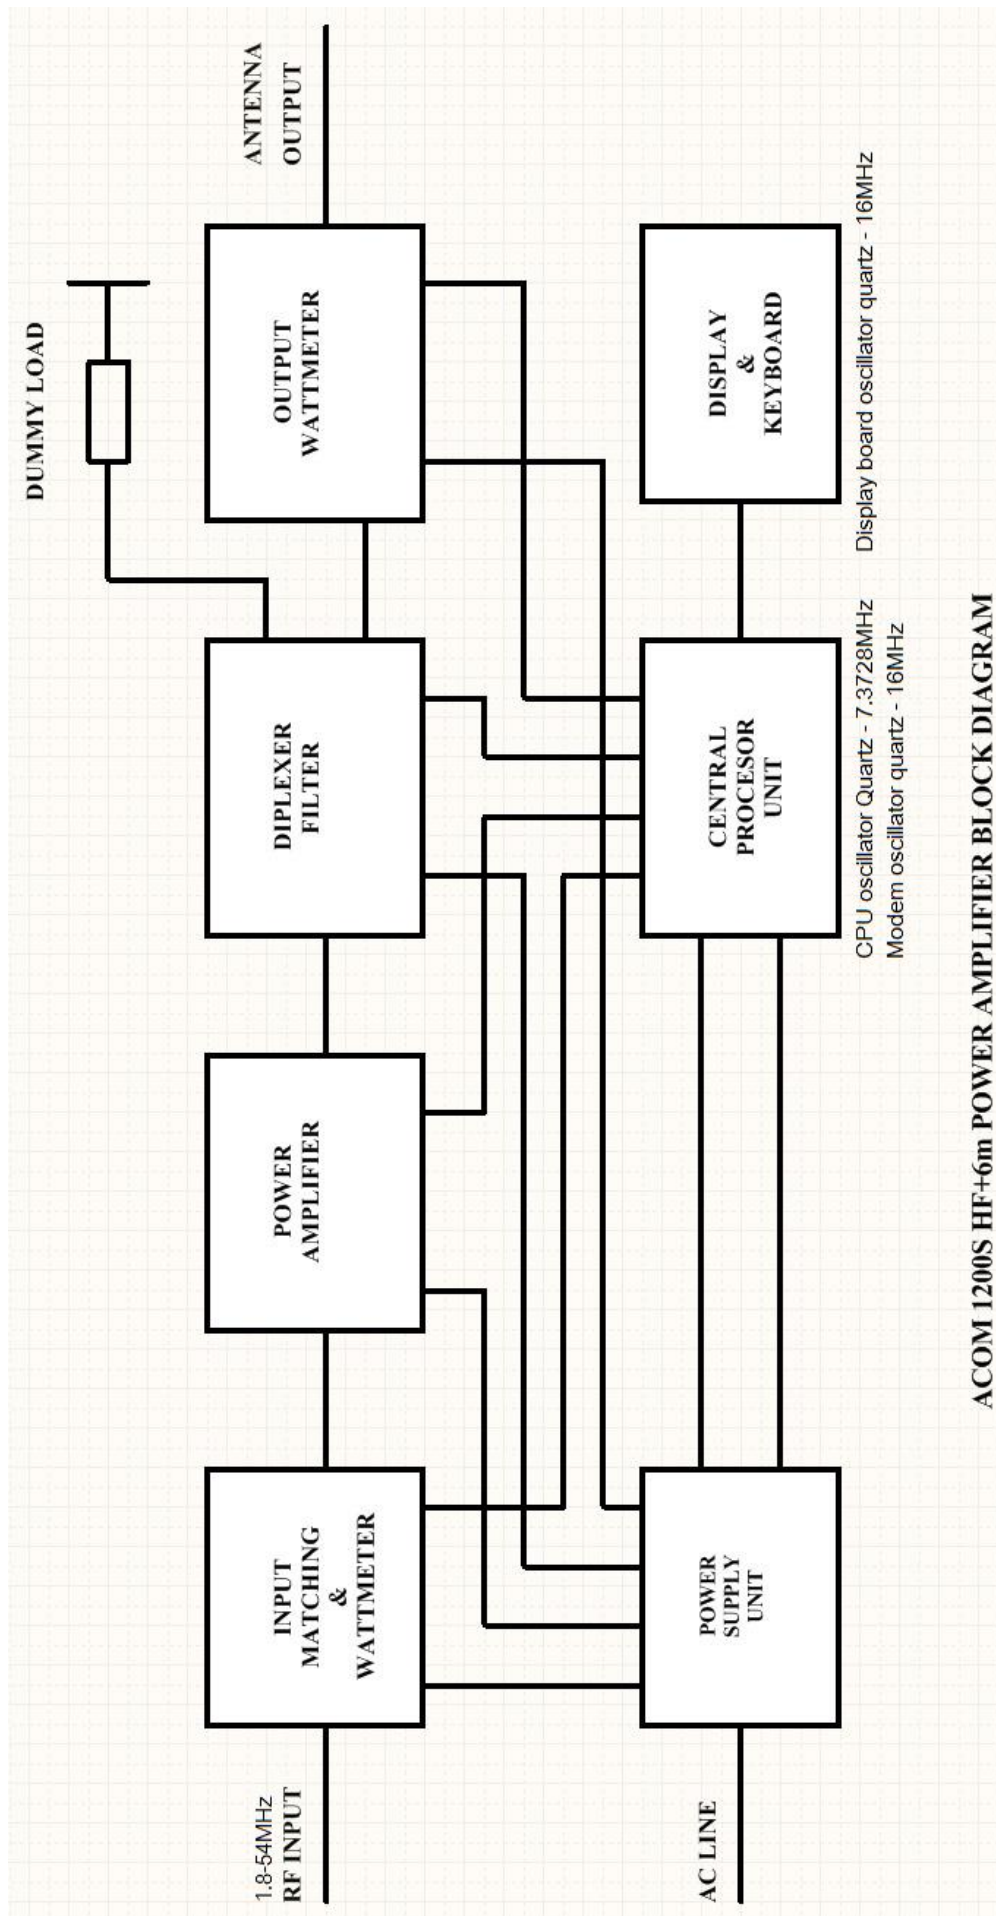 DUMMY LOAD
ANTENNA
OUTPUT
1.8-54MHz
RF INPUT
INPUT
MATCHING
&
WATTMETER
POWER
AMPLIFIER
DIPLEXER
FILTER
OUTPUT
WATTMETER
AC LINE
POWER
SUPPLY
UNIT
CENTRAL
PROCESOR
UNIT
DISPLAY
&
KEYBOARD
CPU oscillator Quartz - 7.3728MHz
Modem oscillator quartz - 16MHz
Display board oscillator quartz - 16MHz
ACOM 1200S HF+6m POWER AMPLIFIER BLOCK DIAGRAM